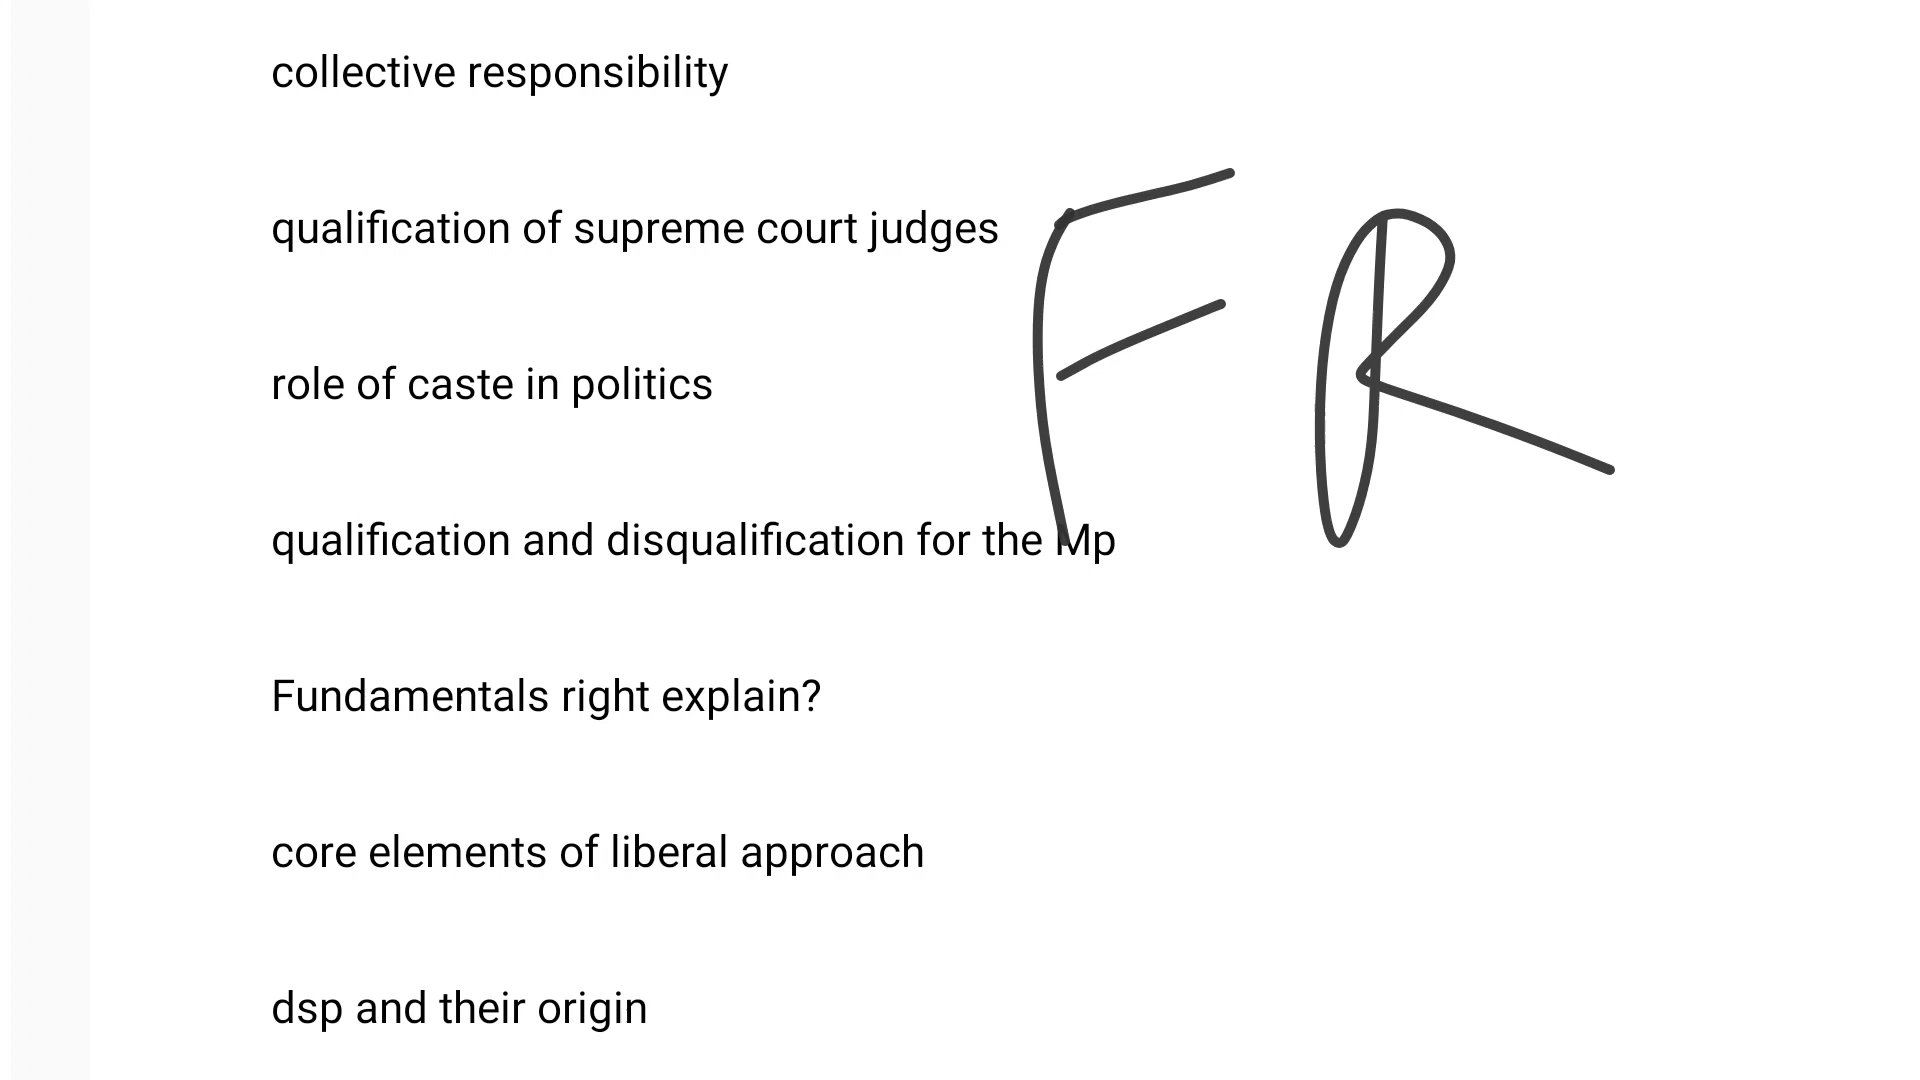 collective responsibility
qualification of supreme court judges
FR
role of caste in politics
qualification and disqualification for the Mp
Fundamentals right explain?
core elements of liberal approach
dsp and their origin